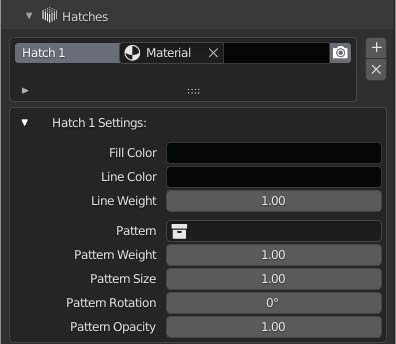 Hatches
Hatch 1 Material
Hatch 1 Settings:
Fill Color
Line Color
Line Weight 1.00
Pattern
Pattern Weight 1.00
Pattern Size 1.00
Pattern Rotation 0°
Pattern Opacity 1.00